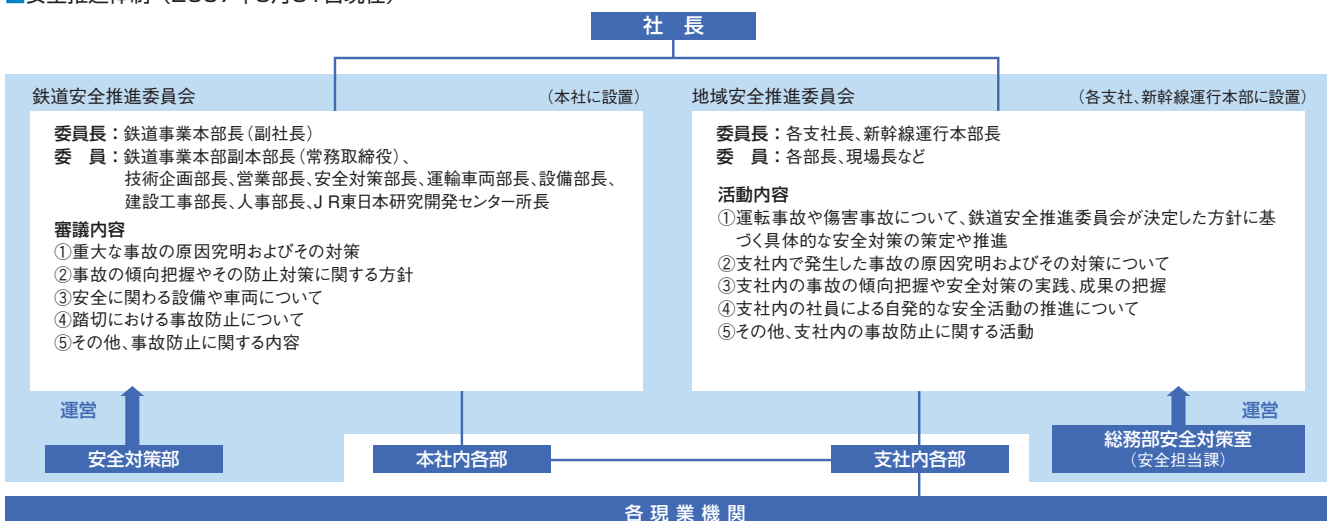 ■安全推進体制（2007年3月31日現在）
社 長
鉄道安全推進委員会
（本社に設置）
委員長：鉄道事業本部長（副社長）
委　員：鉄道事業本部副本部長（常務取締役）、
技術企画部長、営業部長、安全対策部長、運輸車両部長、設備部長、
建設工事部長、人事部長、JR東日本研究開発センター所長
審議内容
①重大な事故の原因究明およびその対策
②事故の傾向把握やその防止対策に関する方針
③安全に関わる設備や車両について
④踏切における事故防止について
⑤その他、事故防止に関する内容
地域安全推進委員会
（各支社、新幹線運行本部に設置）
委員長：各支社長、新幹線運行本部長
委　員：各部長、現場長など
活動内容
①運転事故や傷害事故について、鉄道安全推進委員会が決定した方針に基
づく具体的な安全対策の策定や推進
②支社内で発生した事故の原因究明およびその対策について
③支社内の事故の傾向把握や安全対策の実践、成果の把握
④支社内の社員による自発的な安全活動の推進について
⑤その他、支社内の事故防止に関する活動
運営
運営
安全対策部
本社内各部
支社内各部
総務部安全対策室
（安全担当課）
各現業機関